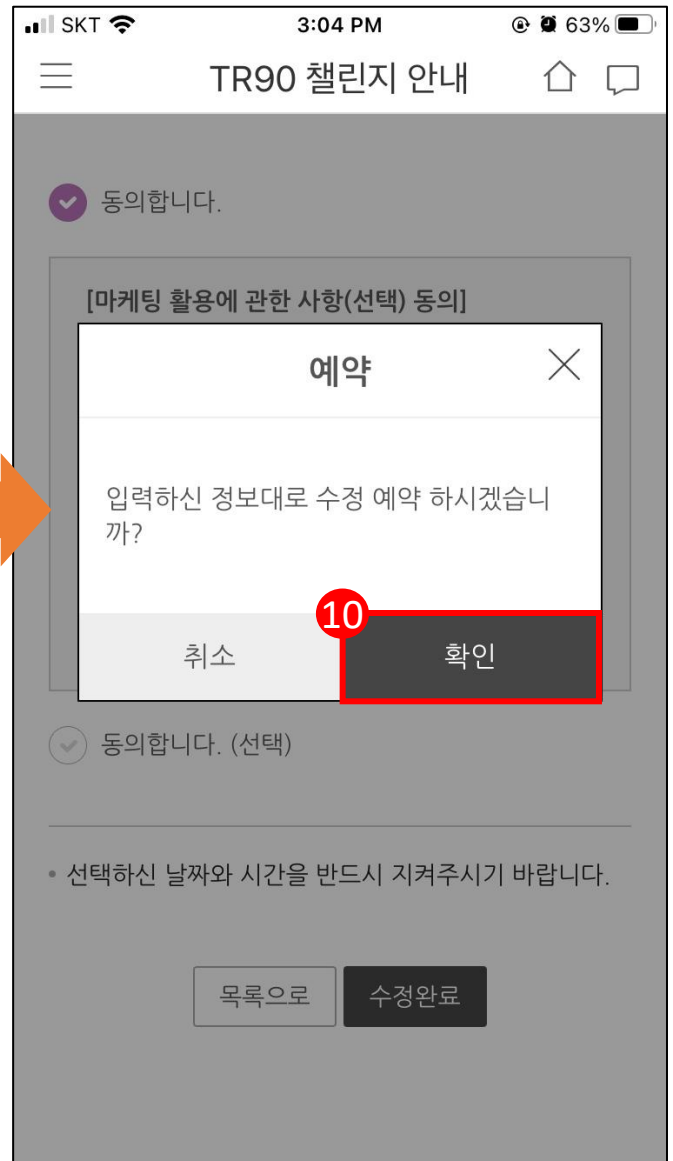 SKT 3:04 PM 63%
TR90 챌린지 안내
동의합니다.
[마케팅 활용에 관한 사항(선택) 동의]
예약
입력하신 정보대로 수정 예약 하시겠습니
까?
10
취소 확인
동의합니다. (선택)
• 선택하신 날짜와 시간을 반드시 지켜주시기 바랍니다.
목록으로 수정완료